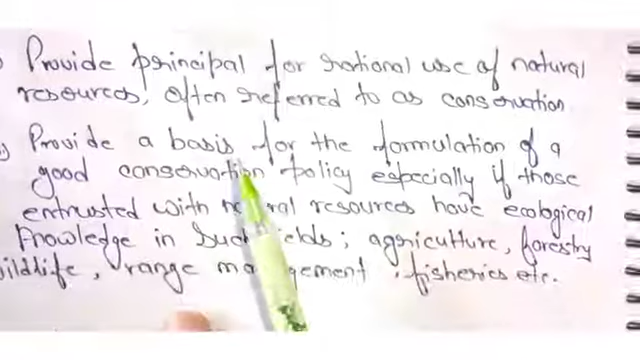 Provide principal for rational use of natural
resources, often referred to as conservation
Provide a basis for the formulation of a
good conservation policy especially if those
entrusted with resources have ecological
knowledge in such ; agriculture, forestry
wildlife, range management , fisheries etc.